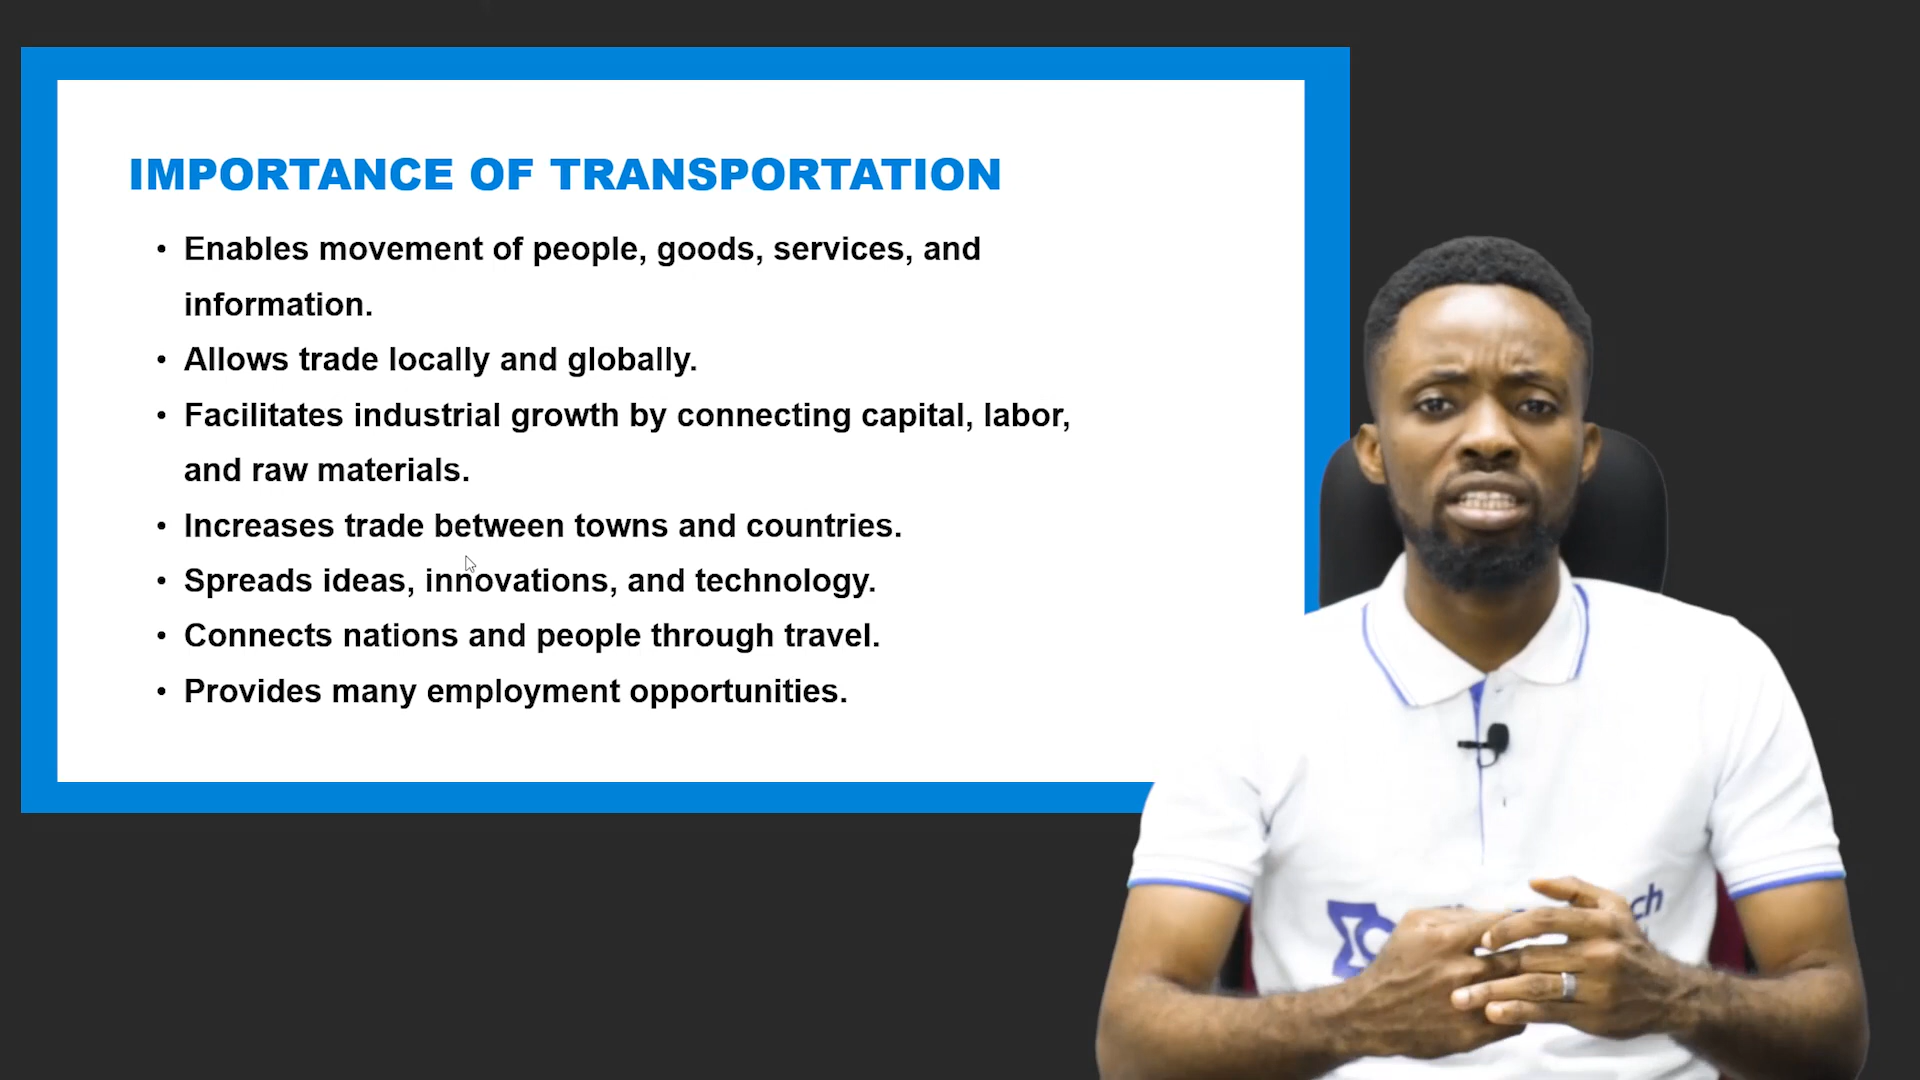 IMPORTANCE OF TRANSPORTATION
• Enables movement of people, goods, services, and
information.
• Allows trade locally and globally.
• Facilitates industrial growth by connecting capital, labor,
and raw materials.
• Increases trade between towns and countries.
• Spreads ideas, innovations, and technology.
• Connects nations and people through travel.
• Provides many employment opportunities.